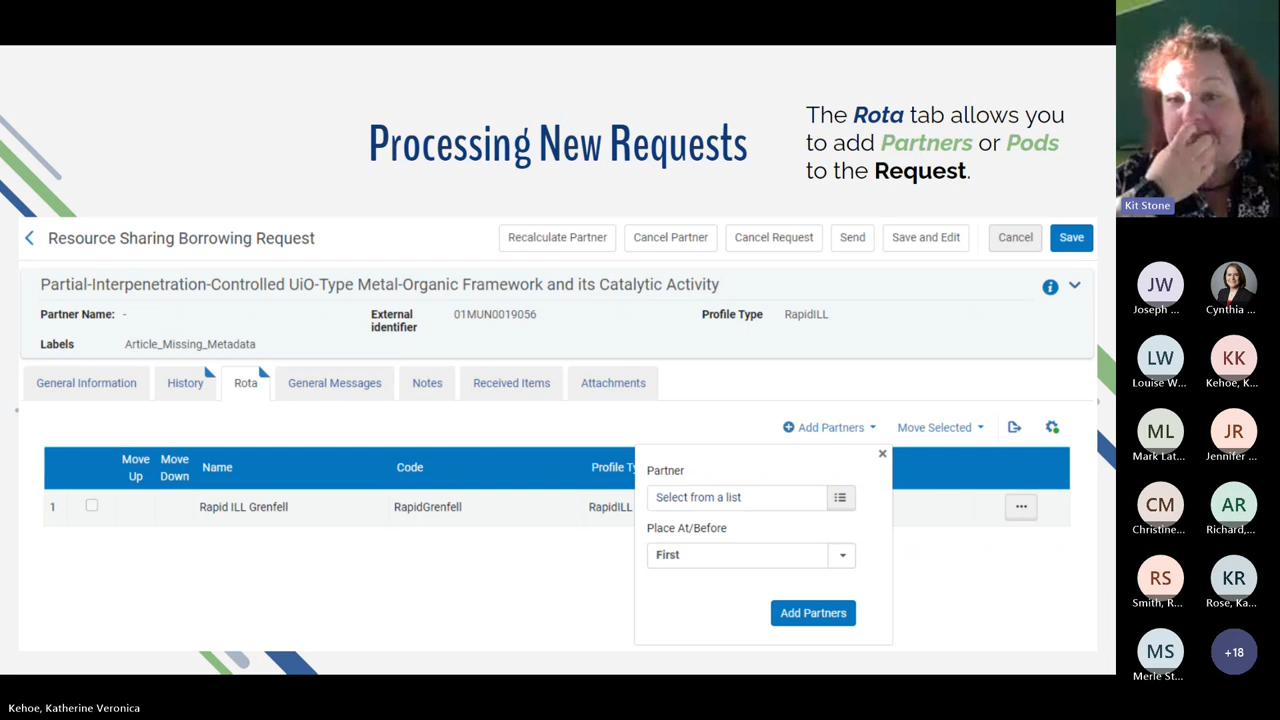 Processing New Requests
The Rota tab allows you
to add Partners or Pods
to the Request.
Resource Sharing Borrowing Request
Recalculate Partner
Cancel Partner
Cancel Request
Send
Save and Edit
Cancel
Save
Partial-Interpenetration-Controlled UiO-Type Metal-Organic Framework and its Catalytic Activity
Partner Name: -
External
identifier
01MUN0019056
Profile Type
RapidILL
Labels
Article_Missing_Metadata
General Information
History
Rota
General Messages
Notes
Received Items
Attachments
Add Partners
Move Selected
Move
Up
Move
Down
Name
Code
Profile Ty
1
Rapid ILL Grenfell
RapidGrenfell
RapidILL
Partner
Select from a list
Place At/Before
First
Add Partners
Kit Stone
JW
Joseph ...
Cynthia ...
LW
Louise W...
KK
Kehoe, K...
ML
Mark Lat...
JR
Jennifer ...
CM
Christine...
AR
Richard,...
RS
Smith, R...
KR
Rose, Ka...
MS
Merle St...
+18
Kehoe, Katherine Veronica